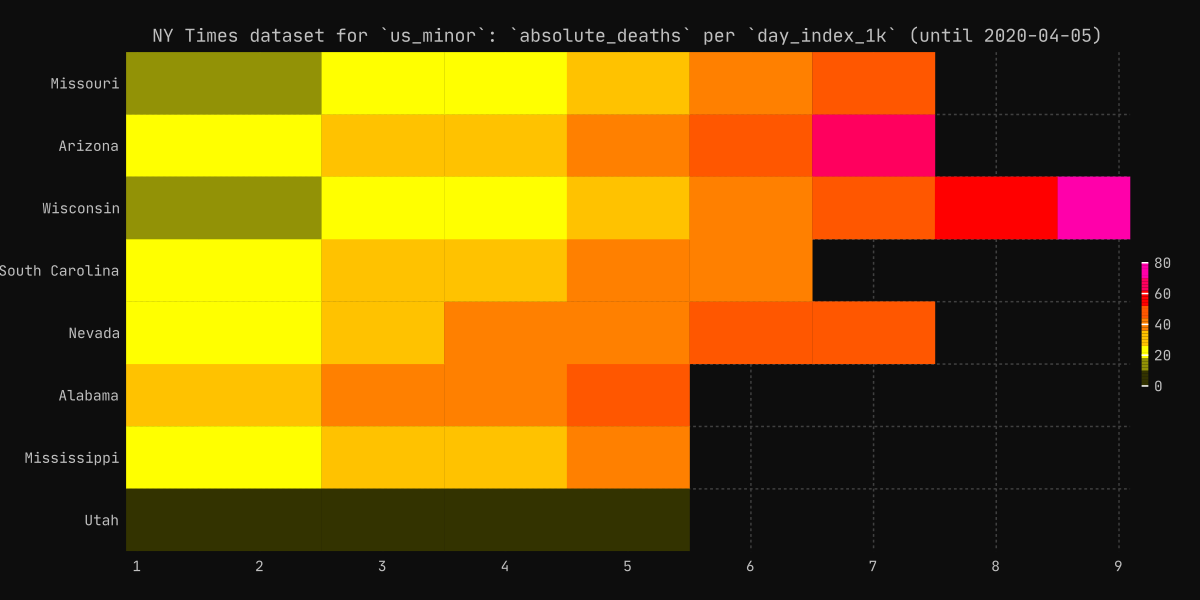 NY Times dataset for `us_minor`: `absolute_deaths` per `day_index_1k` (until 2020-04-05)
Missouri
Arizona
Wisconsin
South Carolina
Nevada
Alabama
Mississippi
Utah
1 2 3 4 5 6 7 8 9
80
60
40
20
0